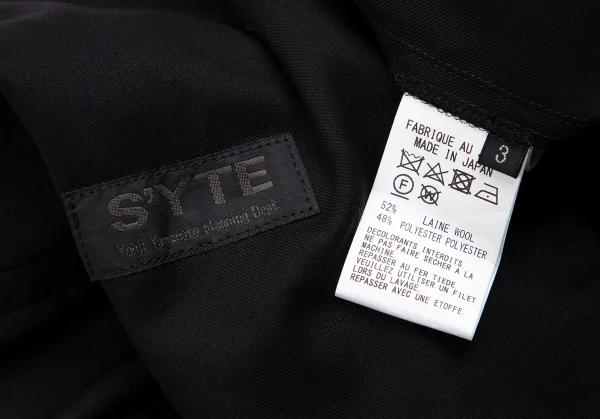 S'YTE
Yohji Yamamoto planning Dept.
3
FABRIQUE AU
MADE IN JAPAN
F
W
52% LAINE WOOL
48% POLYESTER POLYESTER
DECOLORANTS INTERDITS.
NE PAS FAIRE SECHER A LA
MACHINE.
REPASSER AU FER TIEDE.
VEUILLEZ UTILISER UN FILET
LORS DU LAVAGE.
REPASSER AVEC UNE ETOFFE.